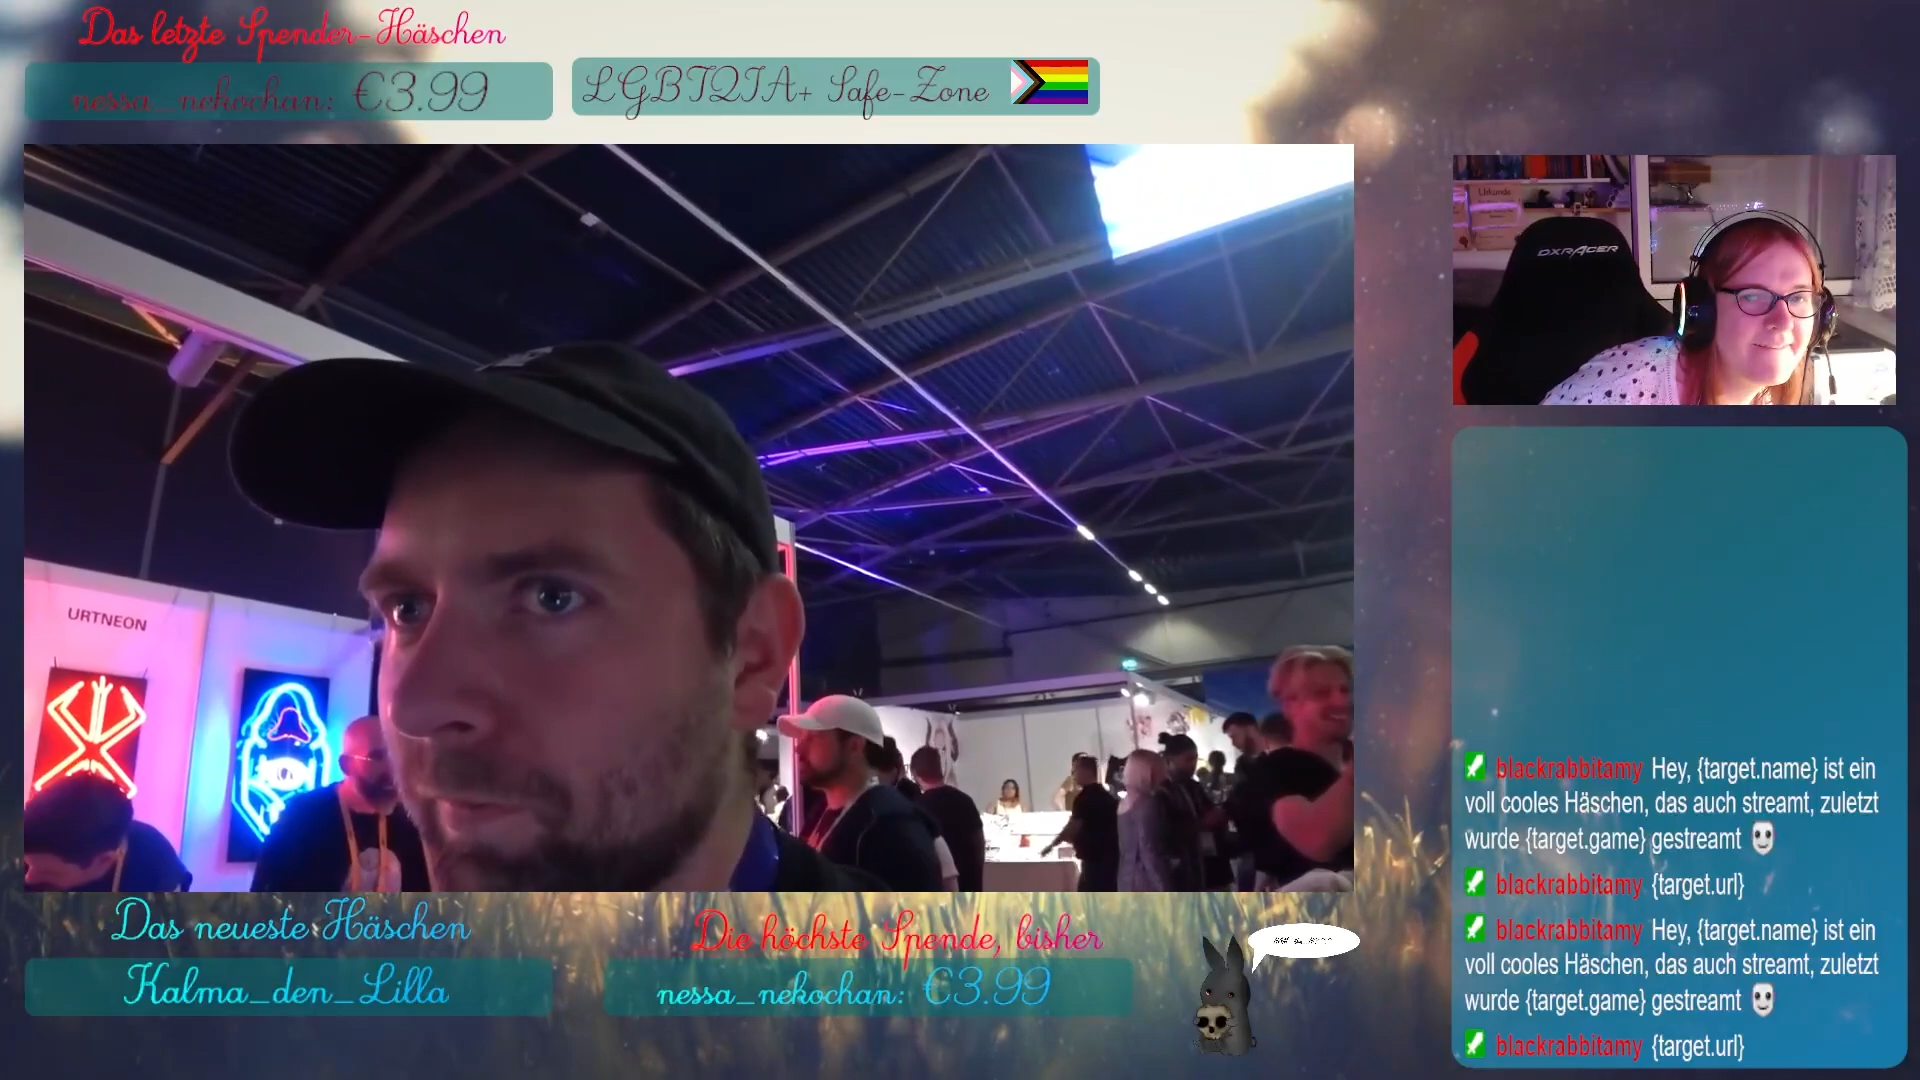 Das letzte Spender-Häschen
nessa_nekochan: €3.99
LGBTQIA+ Safe-Zone
Urkunde
DXRACER
URTNEON
blackrabbitamy Hey, {target.name} ist ein
voll cooles Häschen, das auch streamt, zuletzt
wurde {target.game} gestreamt
blackrabbitamy {target.url}
blackrabbitamy Hey, {target.name} ist ein
voll cooles Häschen, das auch streamt, zuletzt
wurde {target.game} gestreamt
blackrabbitamy {target.url}
Das neueste Häschen
Kalma_den_Lilla
Die höchste Spende, bisher
nessa_nekochan: €3.99